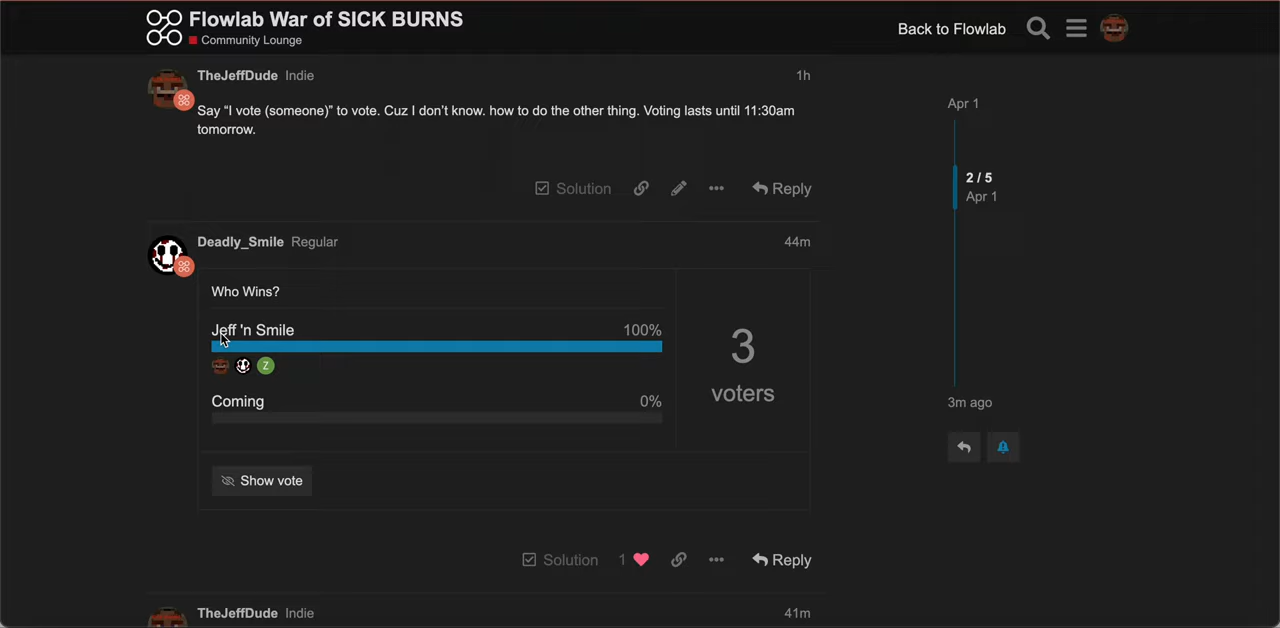 Flowlab War of SICK BURNS
Community Lounge
Back to Flowlab
TheJeffDude Indie 1h
Say “I vote (someone)” to vote. Cuz I don’t know. how to do the other thing. Voting lasts until 11:30am
tomorrow.
Solution
Reply
Apr 1
2 / 5
Apr 1
3m ago
Deadly_Smile Regular 44m
Who Wins?
Jeff 'n Smile 100%
Z
Coming 0%
3
voters
Show vote
Solution
1
Reply
TheJeffDude Indie 41m